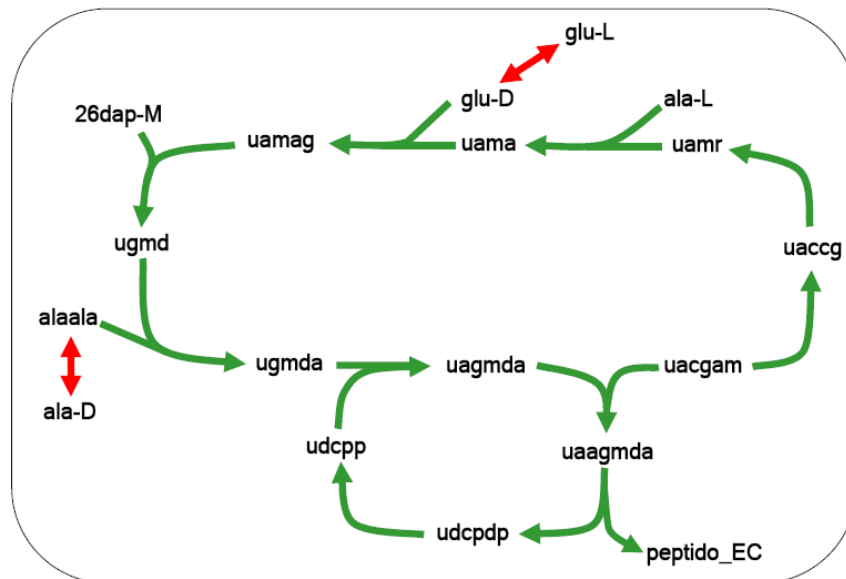 glu-L
26dap-M
glu-D
ala-L
uamag
uama
uamr
ugmd
uaccg
alaala
ugmda
uagmda
uacgam
ala-D
udcpp
uaagmda
udcpdp
peptido_EC